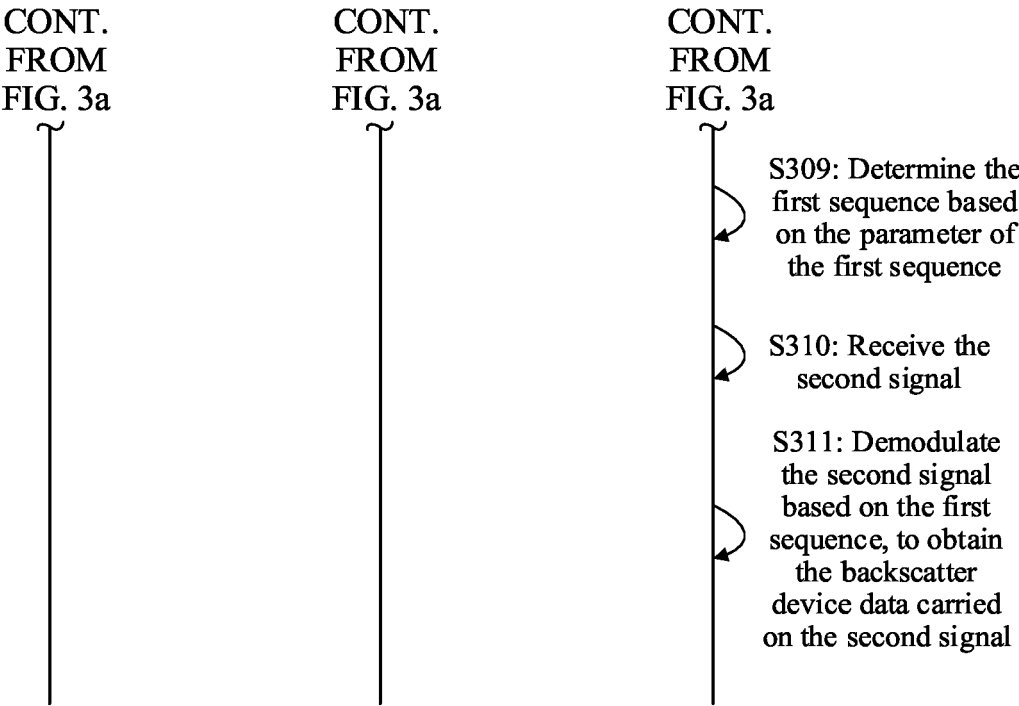 CONT.
FROM
FIG. 3a
CONT.
FROM
FIG. 3a
CONT.
FROM
FIG. 3a
S309: Determine the
first sequence based
on the parameter of
the first sequence
S310: Receive the
second signal
S311: Demodulate
the second signal
based on the first
sequence, to obtain
the backscatter
device data carried
on the second signal